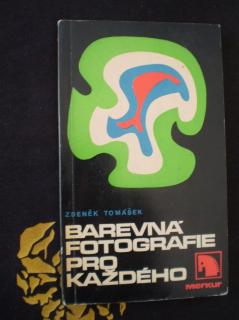 ZDENĚK TOMÁŠEK
BAREVNÁ
FOTOGRAFIE
PRO
KAŽDÉHO
Merkur